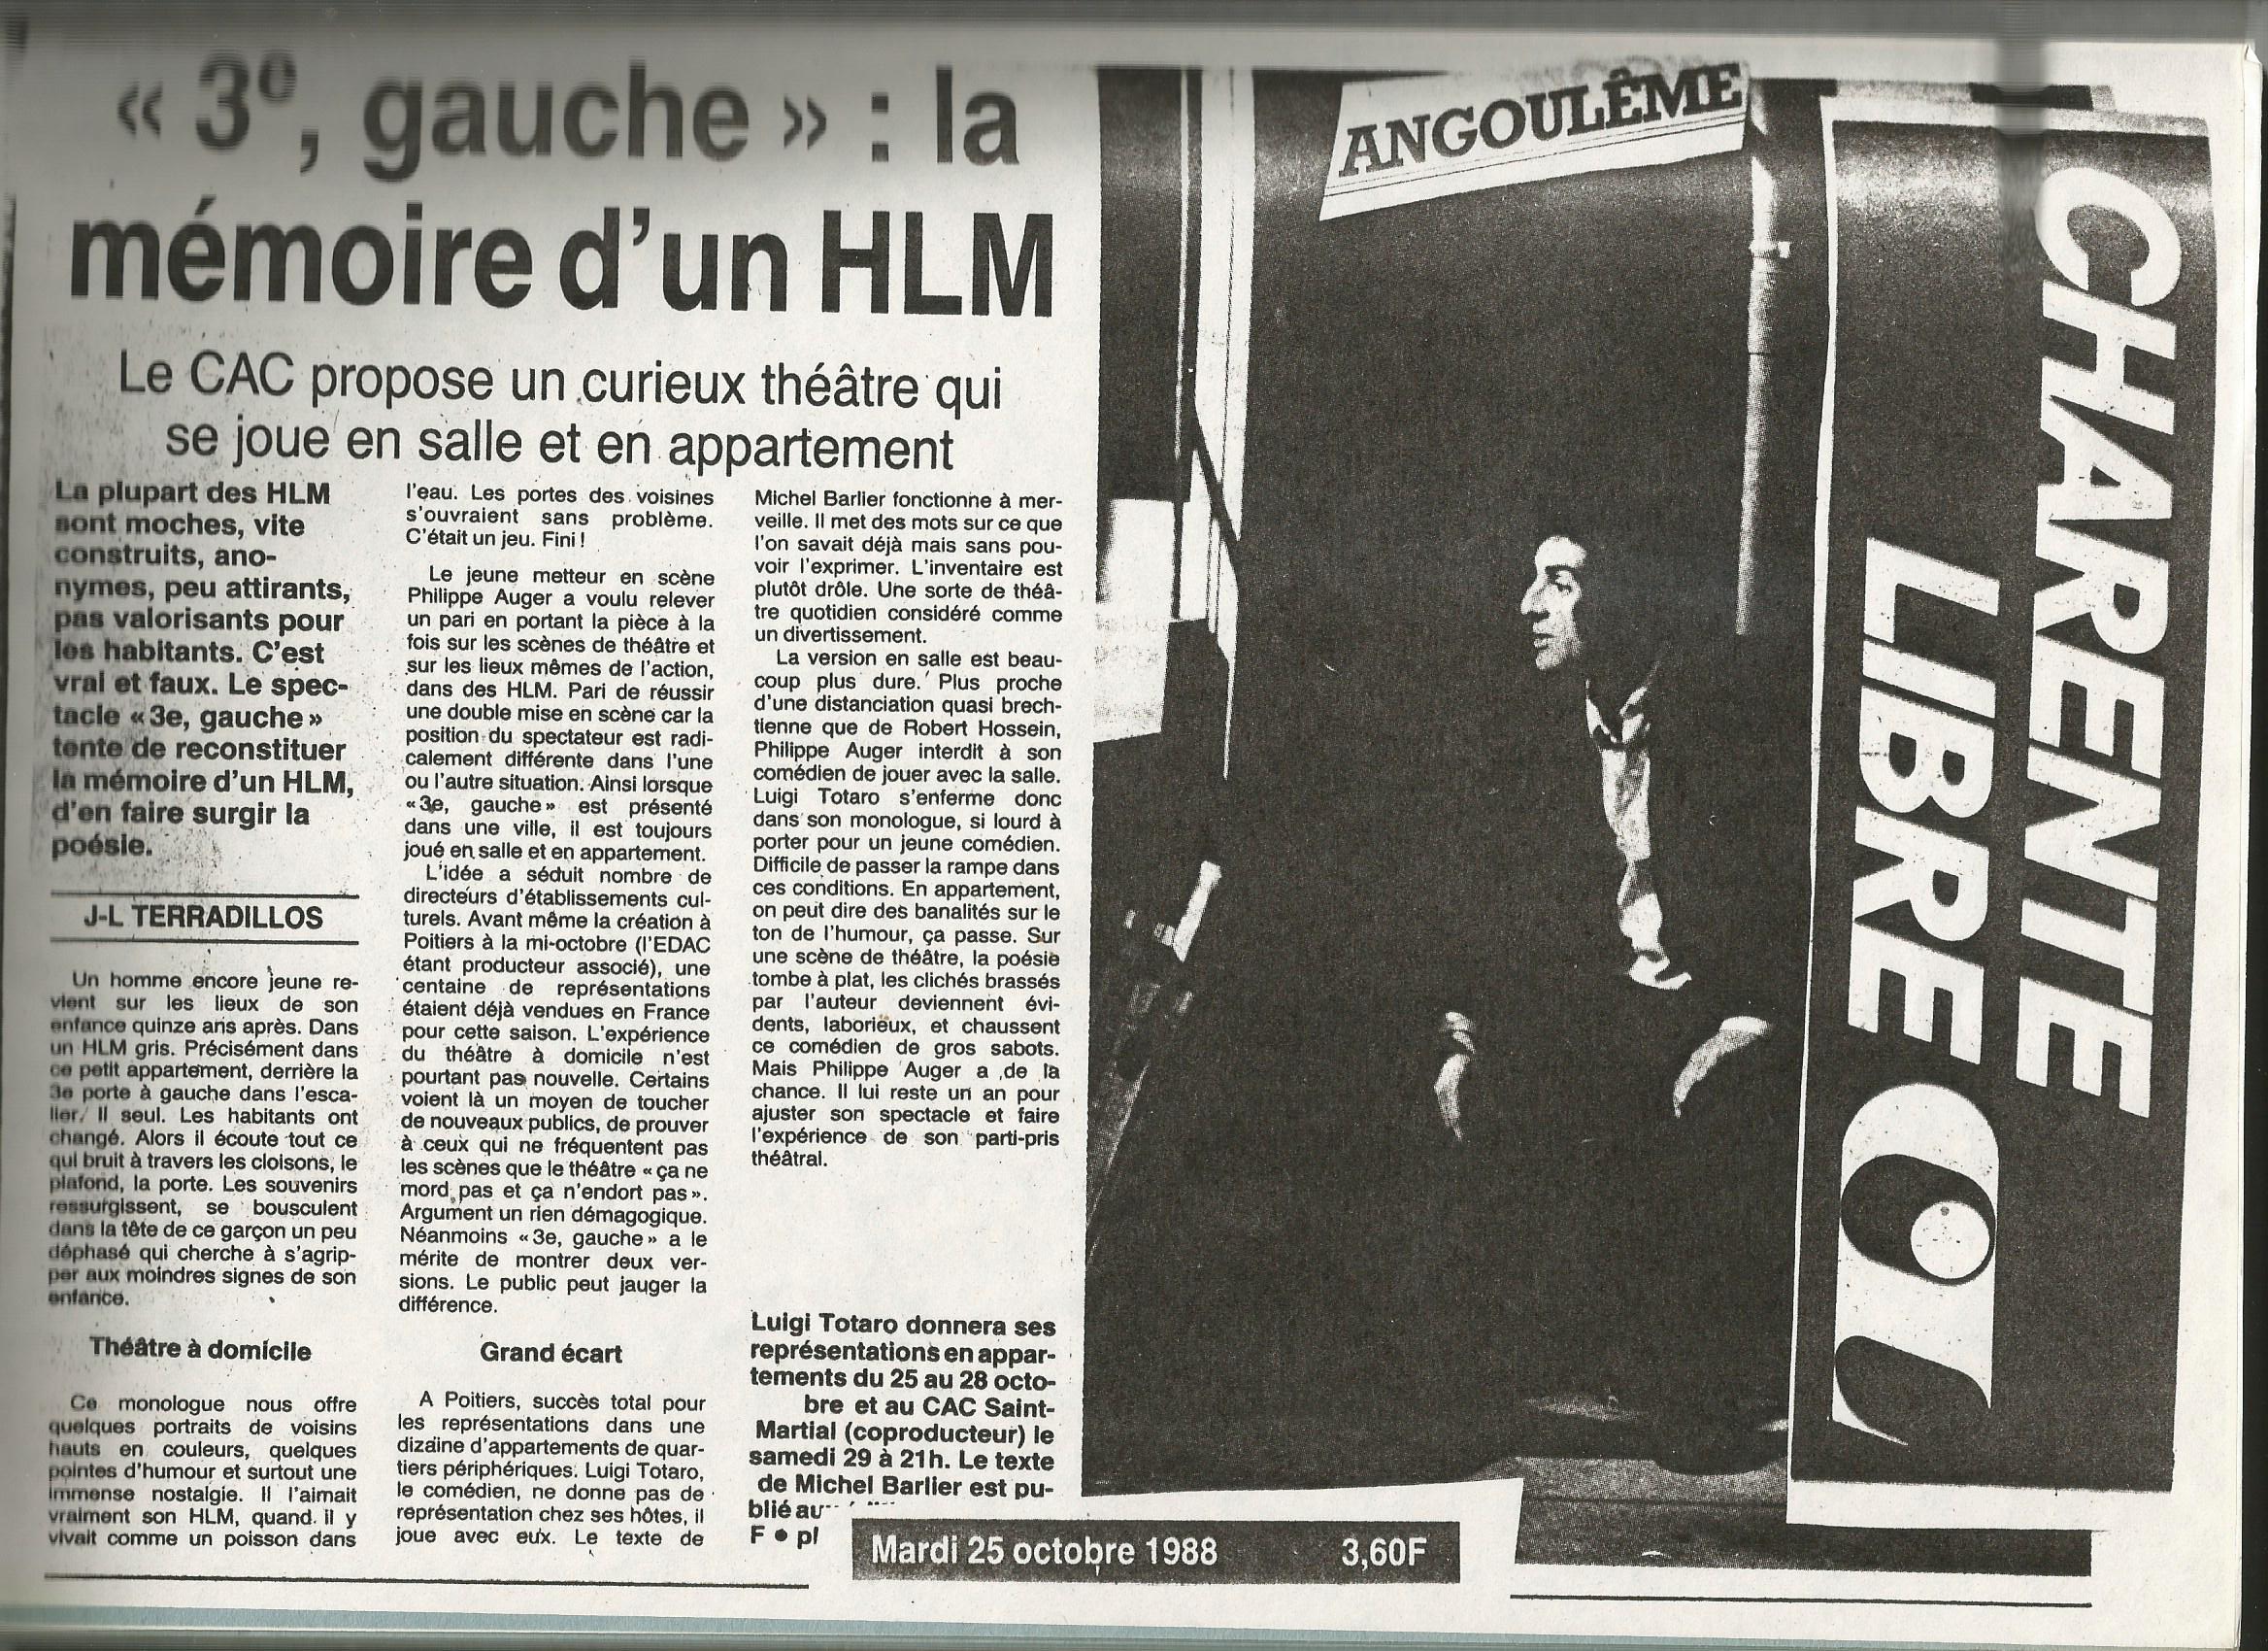 « 3e, gauche » : la
mémoire d'un HLM
Le CAC propose un curieux théâtre qui
se joue en salle et en appartement
La plupart des HLM
sont moches, vite
construits, ano-
nymes, peu attirants,
pas valorisants pour
les habitants. C'est
vrai et faux. Le spec-
tacle «3e, gauche»
tente de reconstituer
la mémoire d'un HLM,
d'en faire surgir la
poésie.
J-L TERRADILLOS
Un homme encore jeune re-
vient sur les lieux de son
enfance quinze ans après. Dans
un HLM gris. Précisément dans
ce petit appartement, derrière la
3e porte à gauche dans l'esca-
lier. Il seul. Les habitants ont
changé. Alors il écoute tout ce
qui bruit à travers les cloisons, le
plafond, la porte. Les souvenirs
ressurgissent, se bousculent
dans la tête de ce garçon un peu
déphasé qui cherche à s'agrip-
per aux moindres signes de son
enfance.
Théâtre à domicile
Ce monologue nous offre
quelques portraits de voisins
hauts en couleurs, quelques
pointes d'humour et surtout une
immense nostalgie. Il l'aimait
vraiment son HLM, quand il y
vivait comme un poisson dans
l'eau. Les portes des voisines
s'ouvraient sans problème.
C'était un jeu. Fini !
Le jeune metteur en scène
Philippe Auger a voulu relever
un pari en portant la pièce à la
fois sur les scènes de théâtre et
sur les lieux mêmes de l'action,
dans des HLM. Pari de réussir
une double mise en scène car la
position du spectateur est radi-
calement différente dans l'une
ou l'autre situation. Ainsi lorsque
«3e, gauche» est présenté
dans une ville, il est toujours
joué en salle et en appartement.
L'idée a séduit nombre de
directeurs d'établissements cul-
turels. Avant même la création à
Poitiers à la mi-octobre (l'EDAC
étant producteur associé), une
centaine de représentations
étaient déjà vendues en France
pour cette saison. L'expérience
du théâtre à domicile n'est
pourtant pas nouvelle. Certains
voient là un moyen de toucher
de nouveaux publics, de prouver
à ceux qui ne fréquentent pas
les scènes que le théâtre «ça ne
mord pas et ça n'endort pas».
Argument un rien démagogique.
Néanmoins «3e, gauche» a le
mérite de montrer deux ver-
sions. Le public peut jauger la
différence.
Grand écart
A Poitiers, succès total pour
les représentations dans une
dizaine d'appartements de quar-
tiers périphériques. Luigi Totaro,
le comédien, ne donne pas de
représentation chez ses hôtes, il
joue avec eux. Le texte de
Michel Barlier fonctionne à mer-
veille. Il met des mots sur ce que
l'on savait déjà mais sans pou-
voir l'exprimer. L'inventaire est
plutôt drôle. Une sorte de théâ-
tre quotidien considéré comme
un divertissement.
La version en salle est beau-
coup plus dure. Plus proche
d'une distanciation quasi brech-
tienne que de Robert Hossein,
Philippe Auger interdit à son
comédien de jouer avec la salle.
Luigi Totaro s'enferme donc
dans son monologue, si lourd à
porter pour un jeune comédien.
Difficile de passer la rampe dans
ces conditions. En appartement,
on peut dire des banalités sur le
ton de l'humour, ça passe. Sur
une scène de théâtre, la poésie
tombe à plat, les clichés brassés
par l'auteur deviennent évi-
dents, laborieux, et chaussent
ce comédien de gros sabots.
Mais Philippe Auger a de la
chance. Il lui reste un an pour
ajuster son spectacle et faire
l'expérience de son parti-pris
théâtral.
Luigi Totaro donnera ses
représentations en appar-
tements du 25 au 28 octo-
bre et au CAC Saint-
Martial (coproducteur) le
samedi 29 à 21h. Le texte
de Michel Barlier est pu-
blié au
F • pl
Mardi 25 octobre 1988 3,60F
ANGOULÊME
CHARENTE
LIBRE